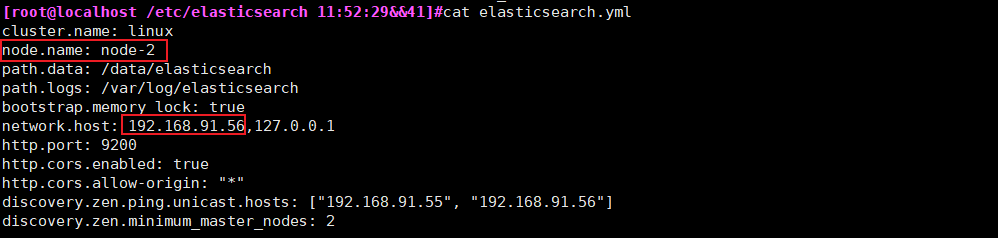 [root@localhost /etc/elasticsearch 11:52:29&&41]#cat elasticsearch.yml
cluster.name: linux
node.name: node-2
path.data: /data/elasticsearch
path.logs: /var/log/elasticsearch
bootstrap.memory_lock: true
network.host: 192.168.91.56,127.0.0.1
http.port: 9200
http.cors.enabled: true
http.cors.allow-origin: "*"
discovery.zen.ping.unicast.hosts: ["192.168.91.55", "192.168.91.56"]
discovery.zen.minimum_master_nodes: 2